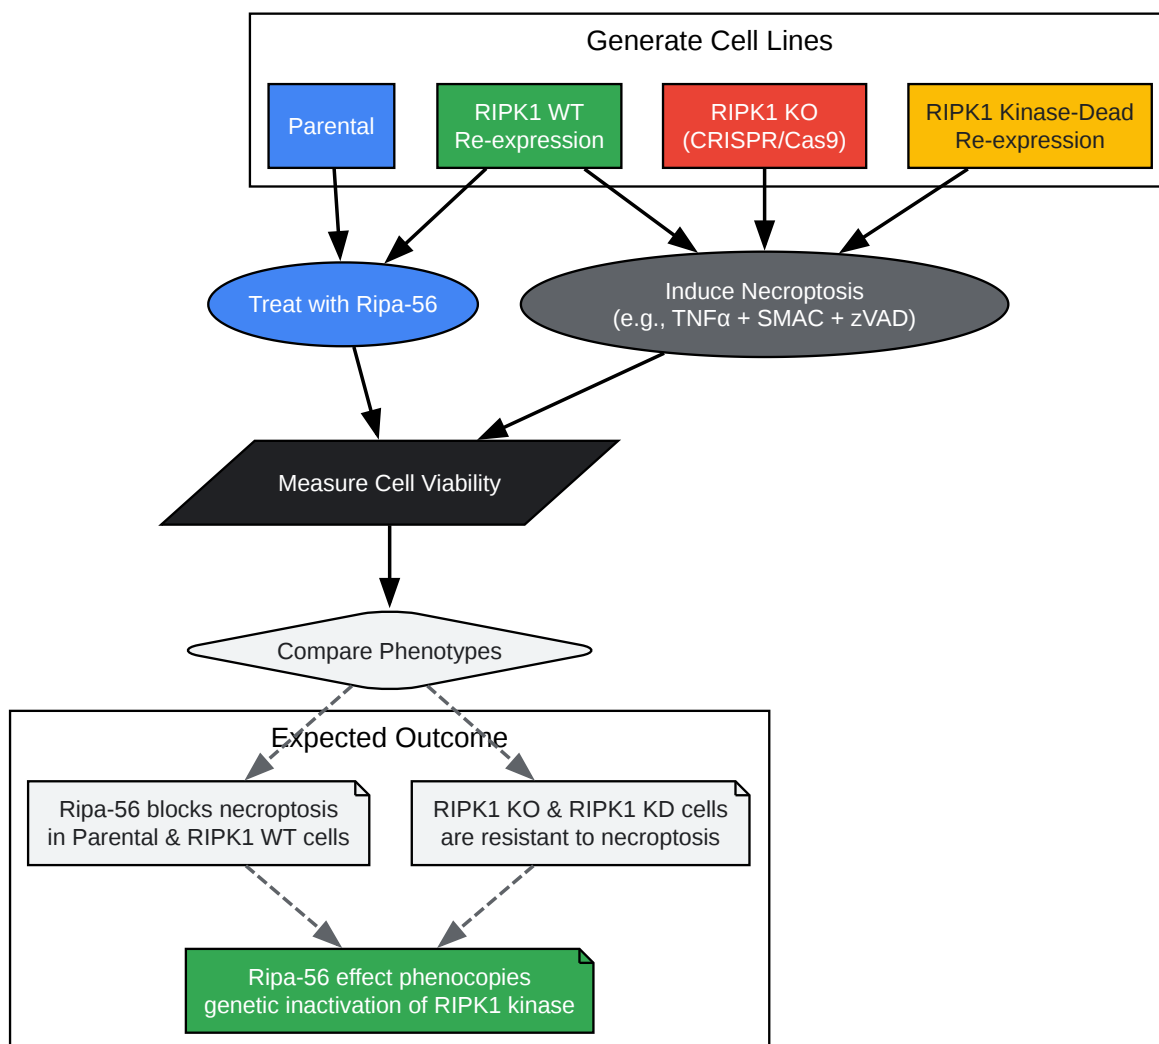 Generate Cell Lines
Parental
RIPK1 WT
Re-expression
RIPK1 KO
(CRISPR/Cas9)
RIPK1 Kinase-Dead
Re-expression
Treat with Ripa-56
Induce Necroptosis
(e.g., TNFα + SMAC + zVAD)
Measure Cell Viability
Compare Phenotypes
Expected Outcome
Ripa-56 blocks necroptosis
in Parental & RIPK1 WT cells
RIPK1 KO & RIPK1 KD cells
are resistant to necroptosis
Ripa-56 effect phenocopies
genetic inactivation of RIPK1 kinase